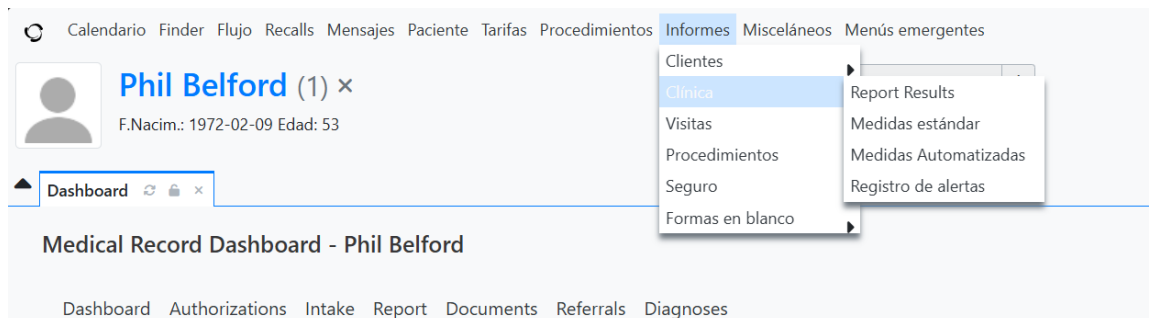 Calendario Finder Flujo Recalls Mensajes Paciente Tarifas Procedimientos Informes Misceláneos Menús emergentes
Phil Belford (1) ×
F.Nacim.: 1972-02-09 Edad: 53
Clientes
Clínica
Visitas
Procedimientos
Seguro
Formas en blanco
Report Results
Medidas estándar
Medidas Automatizadas
Registro de alertas
Dashboard ×
Medical Record Dashboard - Phil Belford
Dashboard Authorizations Intake Report Documents Referrals Diagnoses